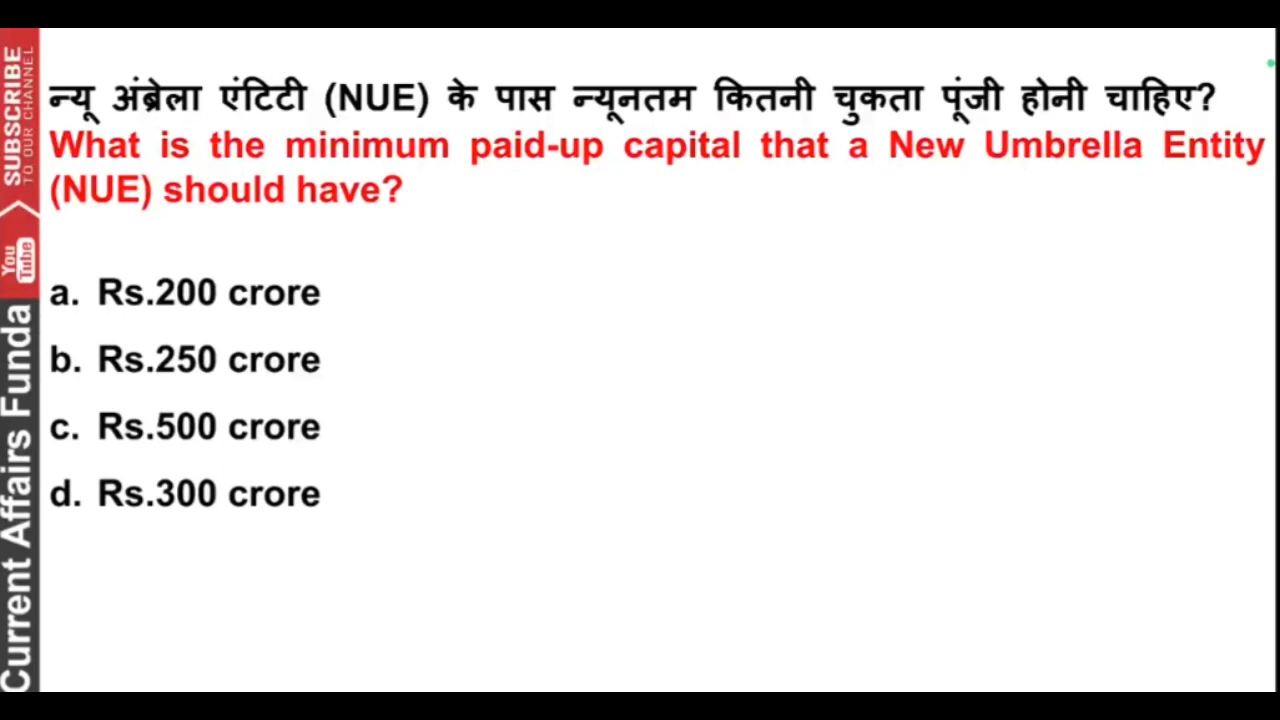 न्यू अंब्रेला एंटिटी (NUE) के पास न्यूनतम कितनी चुकता पूंजी होनी चाहिए?
What is the minimum paid-up capital that a New Umbrella Entity
(NUE) should have?
a. Rs.200 crore
b. Rs.250 crore
c. Rs.500 crore
d. Rs.300 crore
SUBSCRIBE
TO OUR CHANNEL
You
Tube
Current Affairs Funda